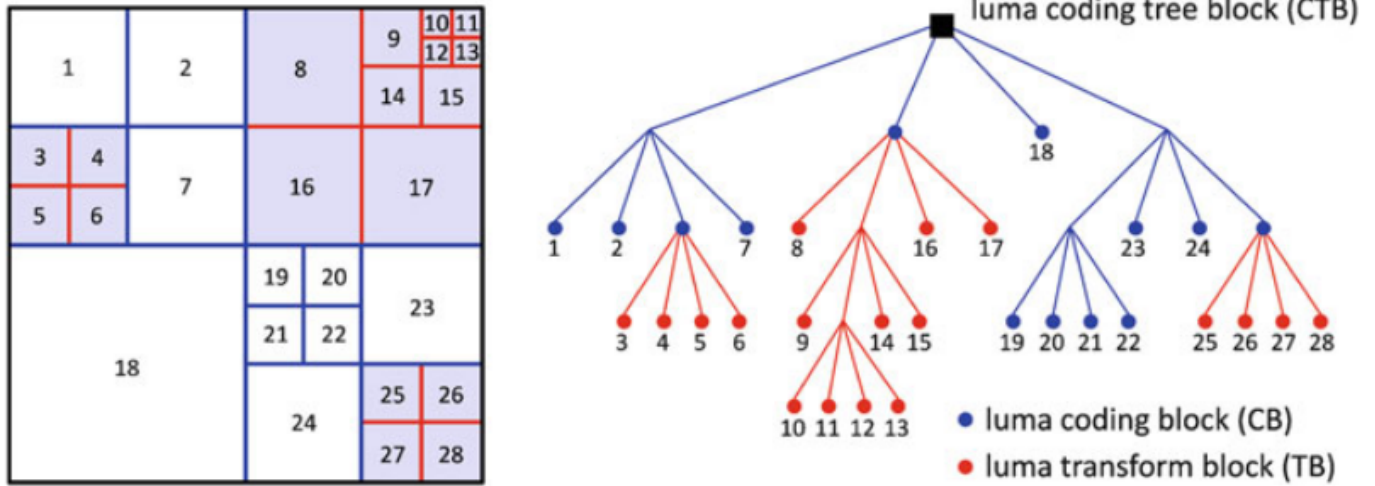 luma coding tree block (CTB)
1 2 8 9 10 11
12 13
14 15
3 4 7 16 17
5 6
18 19 20 23
21 22
24 25 26
27 28
18
1 2 7 8 16 17 23 24
3 4 5 6 9 14 15 19 20 21 22 25 26 27 28
10 11 12 13
luma coding block (CB)
luma transform block (TB)